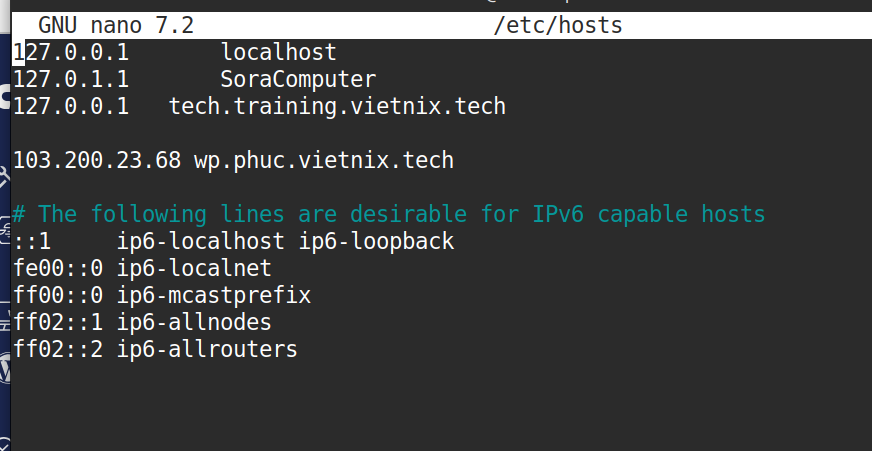 GNU nano 7.2 /etc/hosts
127.0.0.1 localhost
127.0.1.1 SoraComputer
127.0.0.1 tech.training.vietnix.tech
103.200.23.68 wp.phuc.vietnix.tech
# The following lines are desirable for IPv6 capable hosts
::1 ip6-localhost ip6-loopback
fe00::0 ip6-localnet
ff00::0 ip6-mcastprefix
ff02::1 ip6-allnodes
ff02::2 ip6-allrouters